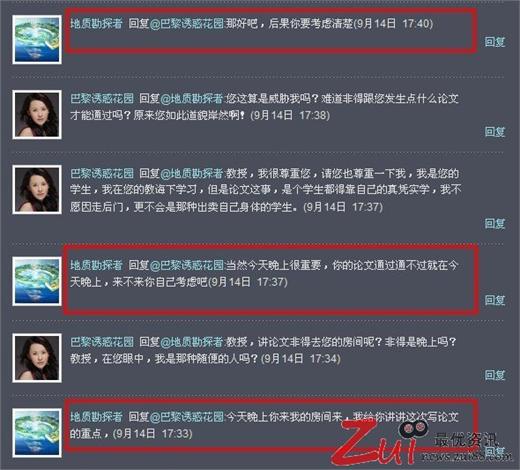 地质勘探者 回复@巴黎诱惑花园:那好吧，后果你要考虑清楚(9月14日 17:40)
回复
巴黎诱惑花园 回复@地质勘探者:您这算是威胁我吗？难道非得跟您发生点什么论文
才能通过吗？原来您如此道貌岸然啊！(9月14日 17:38)
回复
巴黎诱惑花园 回复@地质勘探者:教授，我很尊重您，请您也尊重一下我，我是您的
学生，我在您的教诲下学习，但是论文这事，是个学生都得靠自己的真凭实学，我不
愿因走后门，更不会是那种出卖自己身体的学生。(9月14日 17:37)
回复
地质勘探者 回复@巴黎诱惑花园:当然今天晚上很重要，你的论文通过通不过就在今
天晚上，来不来你自己考虑吧(9月14日 17:37)
回复
巴黎诱惑花园 回复@地质勘探者:教授，讲论文非得去您的房间呢？非得是晚上吗？
教授，在您眼中，我是那种随便的人吗？(9月14日 17:34)
回复
地质勘探者 回复@巴黎诱惑花园:今天晚上你来我的房间来，我给你讲讲这次写论文
的重点，(9月14日 17:33)
回复
Zui 最优资讯
news.zui88.com